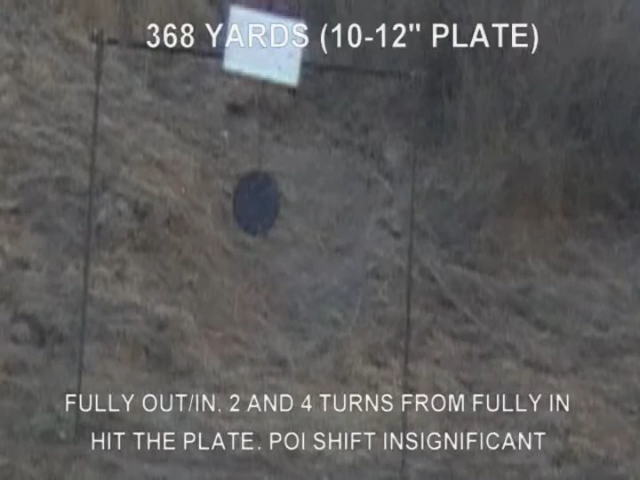 368 YARDS (10-12" PLATE)
FULLY OUT/IN. 2 AND 4 TURNS FROM FULLY IN
HIT THE PLATE. POI SHIFT INSIGNIFICANT